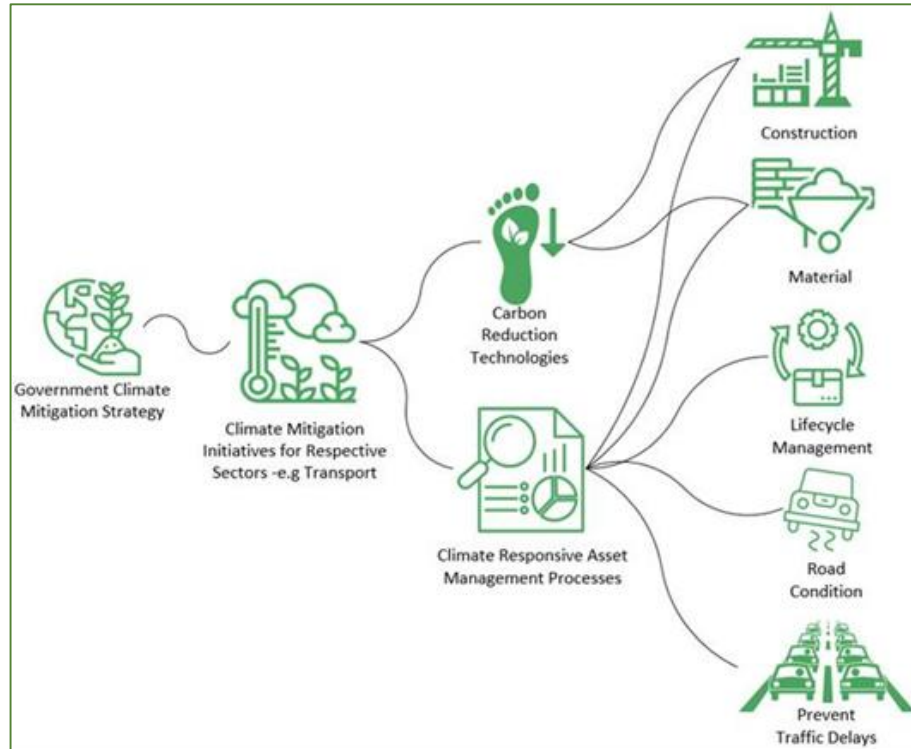 Government Climate
Mitigation Strategy
Climate Mitigation
Initiatives for Respective
Sectors -e.g Transport
Carbon
Reduction
Technologies
Climate Responsive Asset
Management Processes
Construction
Material
Lifecycle
Management
Road
Condition
Prevent
Traffic Delays